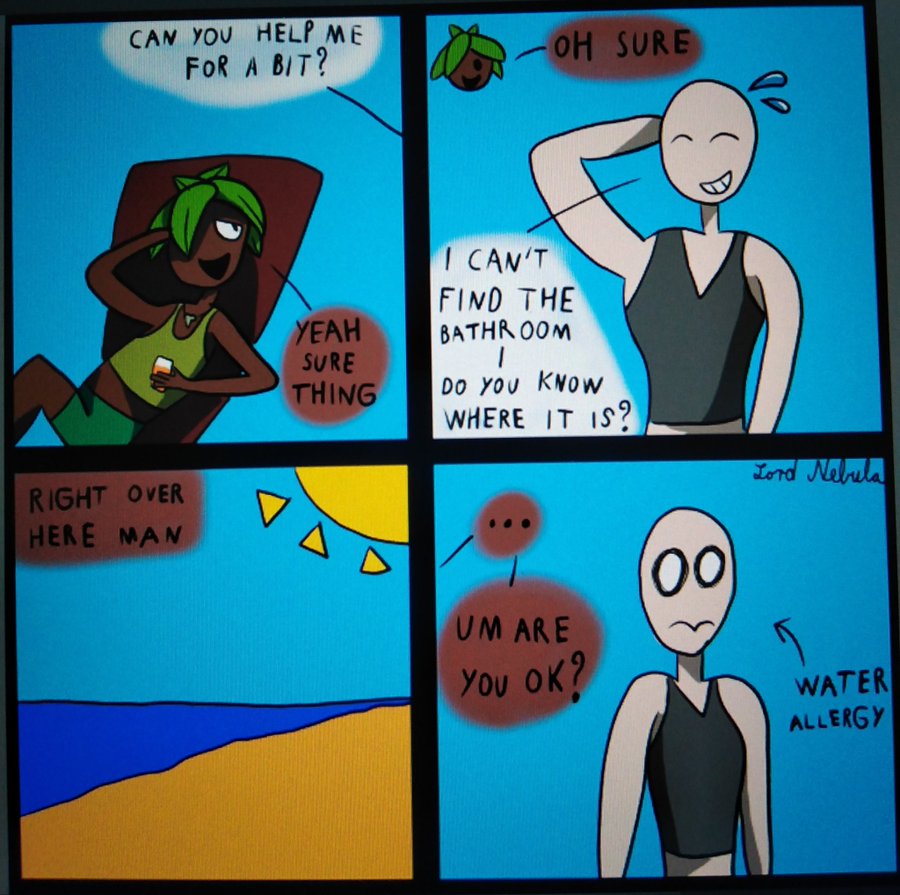 CAN YOU HELP ME
FOR A BIT?
YEAH
SURE
THING
OH SURE
I CAN'T
FIND THE
BATHROOM
I
DO YOU KNOW
WHERE IT IS?
RIGHT OVER
HERE MAN
Lord Nebula
...
UM ARE
YOU OK?
WATER
ALLERGY